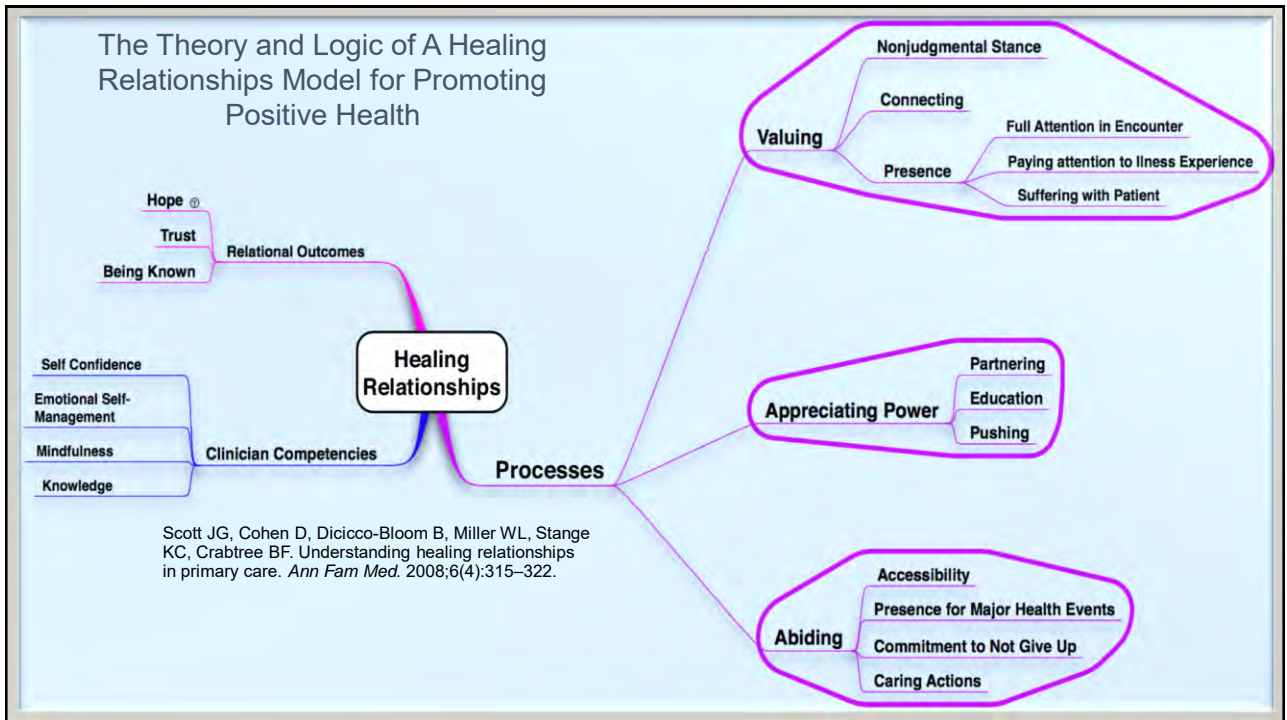 The Theory and Logic of A Healing
Relationships Model for Promoting
Positive Health
Hope
Trust
Being Known
Relational Outcomes
Healing
Relationships
Self Confidence
Emotional Self-
Management
Mindfulness
Knowledge
Clinician Competencies
Processes
Valuing
Nonjudgmental Stance
Connecting
Presence
Full Attention in Encounter
Paying attention to Ilness Experience
Suffering with Patient
Appreciating Power
Partnering
Education
Pushing
Abiding
Accessibility
Presence for Major Health Events
Commitment to Not Give Up
Caring Actions
Scott JG, Cohen D, Dicicco-Bloom B, Miller WL, Stange
KC, Crabtree BF. Understanding healing relationships
in primary care. Ann Fam Med. 2008;6(4):315–322.